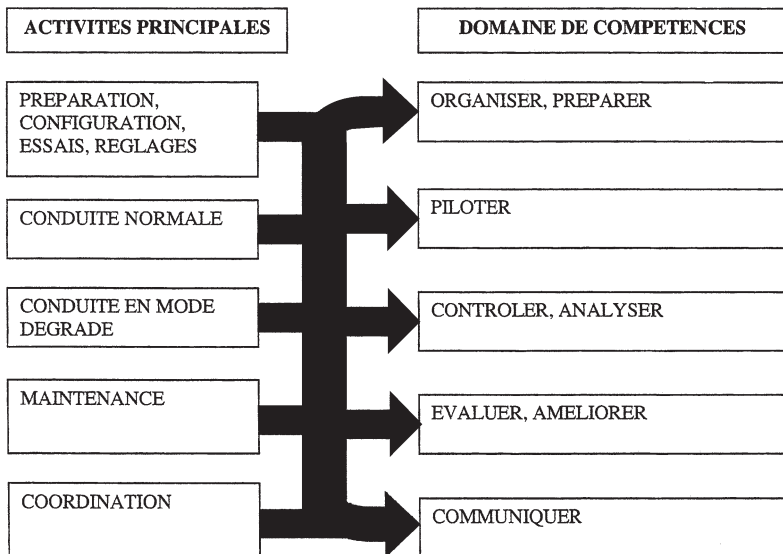 ACTIVITES PRINCIPALES
DOMAINE DE COMPETENCES
PREPARATION,
CONFIGURATION,
ESSAIS, REGLAGES
ORGANISER, PREPARER
CONDUITE NORMALE
PILOTER
CONDUITE EN MODE
DEGRADE
CONTROLER, ANALYSER
MAINTENANCE
EVALUER, AMELIORER
COORDINATION
COMMUNIQUER